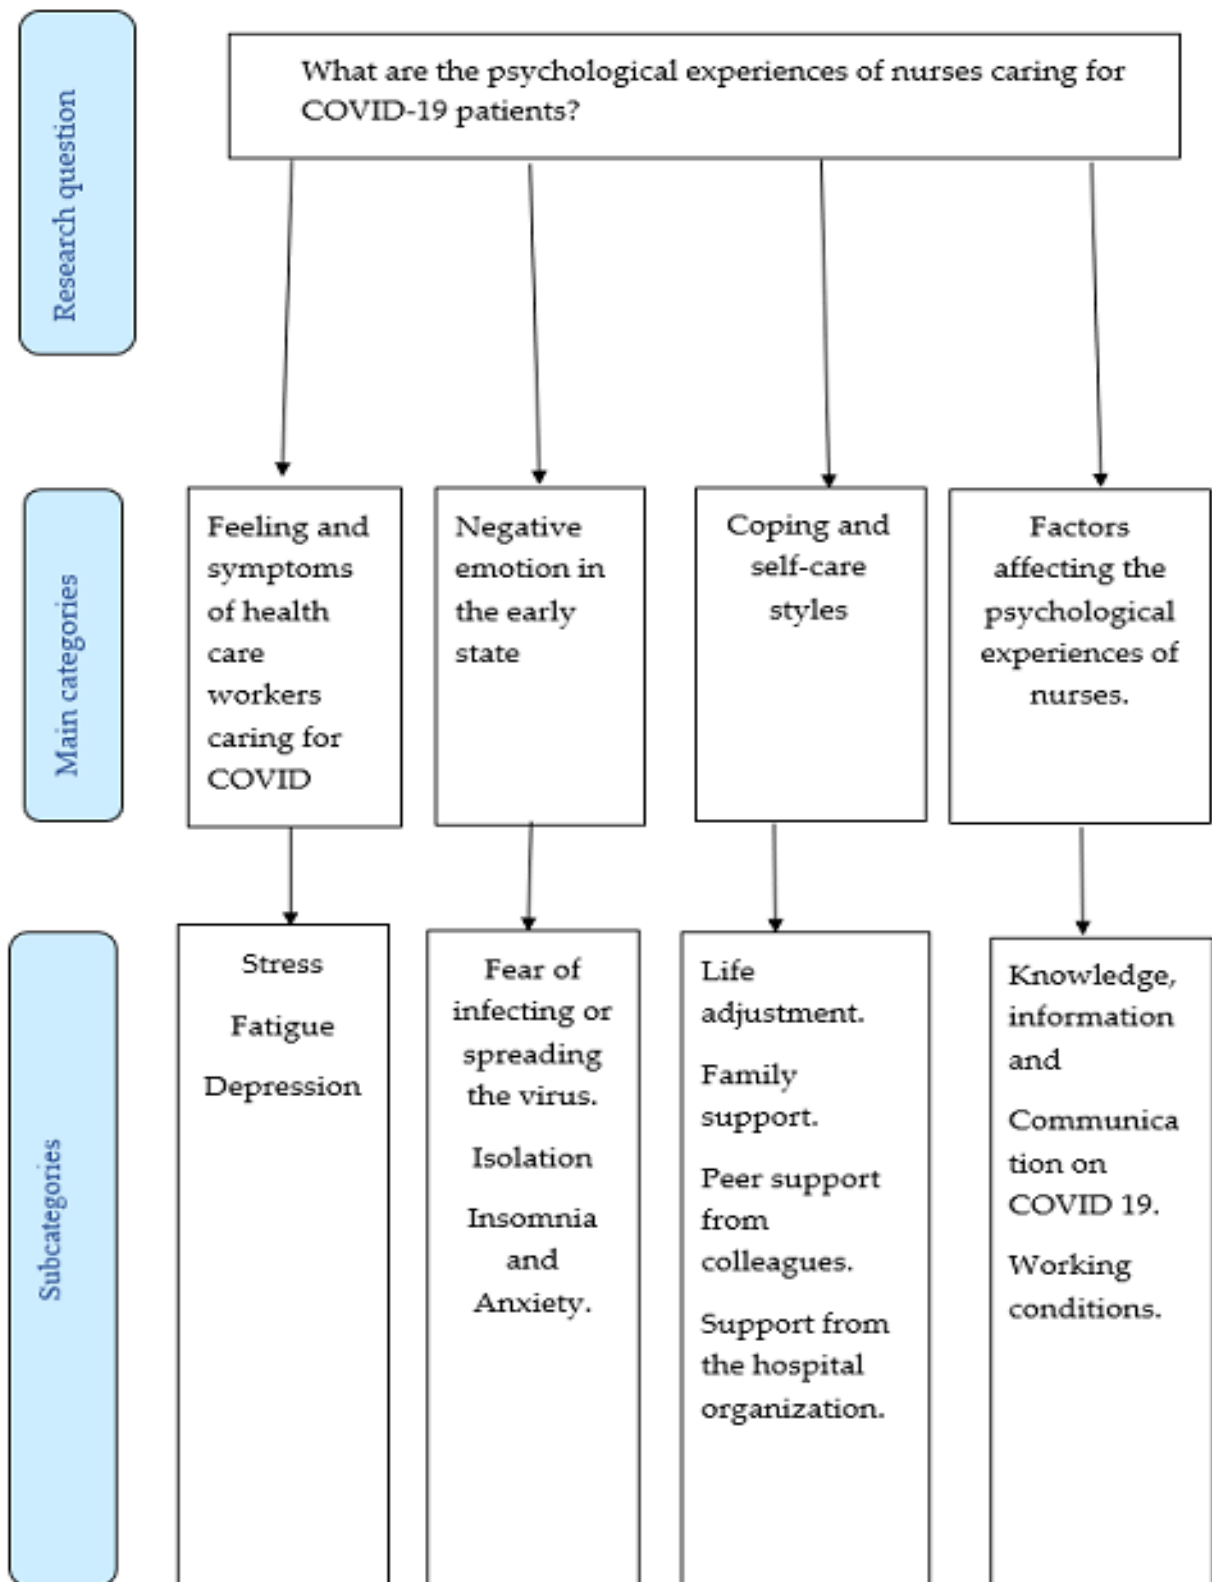 Research question
What are the psychological experiences of nurses caring for
COVID-19 patients?
Main categories
Feeling and
symptoms
of health
care
workers
caring for
COVID
Negative
emotion in
the early
state
Coping and
self-care
styles
Factors
affecting the
psychological
experiences of
nurses.
Subcategories
Stress
Fatigue
Depression
Fear of
infecting or
spreading
the virus.
Isolation
Insomnia
and
Anxiety.
Life
adjustment.
Family
support.
Peer support
from
colleagues.
Support from
the hospital
organization.
Knowledge,
information
and
Communica
tion on
COVID 19.
Working
conditions.